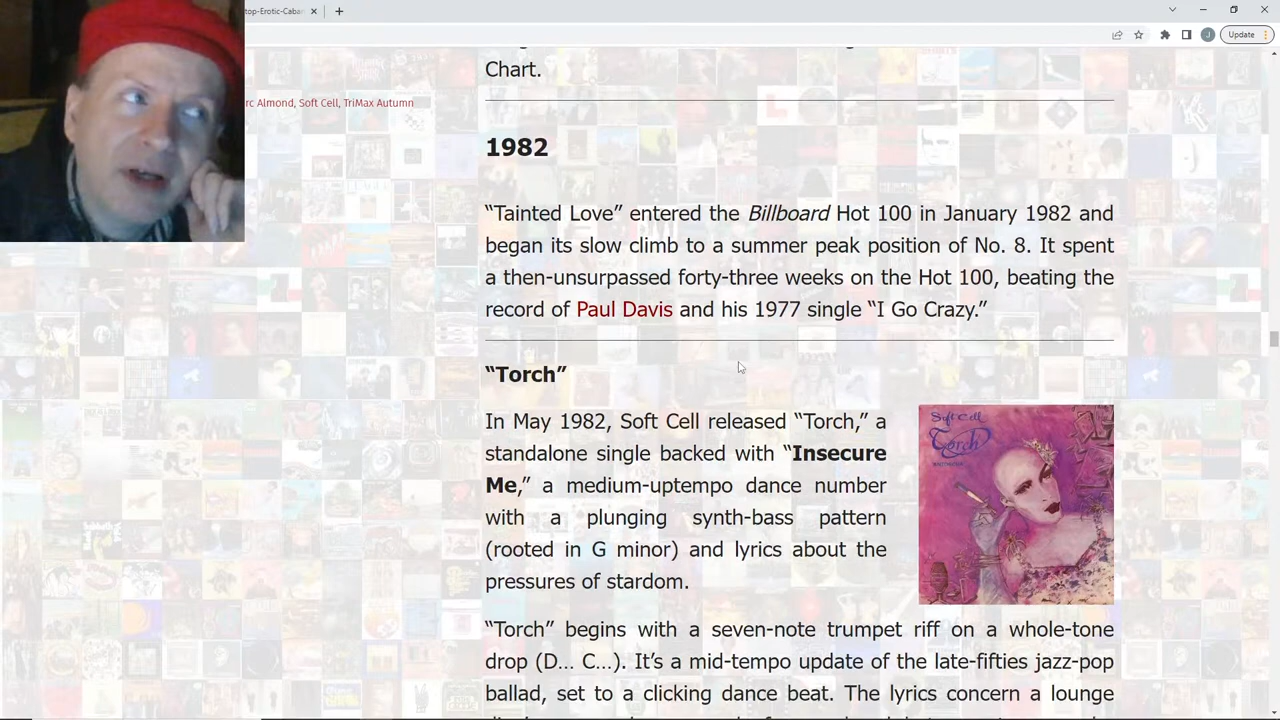 top-Erotic-Cabar
Update
J
Chart.
rc Almond, Soft Cell, TriMax Autumn
1982
“Tainted Love” entered the Billboard Hot 100 in January 1982 and
began its slow climb to a summer peak position of No. 8. It spent
a then-unsurpassed forty-three weeks on the Hot 100, beating the
record of Paul Davis and his 1977 single “I Go Crazy.”
“Torch”
In May 1982, Soft Cell released “Torch,” a
standalone single backed with “Insecure
Me,” a medium-uptempo dance number
with a plunging synth-bass pattern
(rooted in G minor) and lyrics about the
pressures of stardom.
Soft Cell
Torch
“Torch” begins with a seven-note trumpet riff on a whole-tone
drop (D… C…). It’s a mid-tempo update of the late-fifties jazz-pop
ballad, set to a clicking dance beat. The lyrics concern a lounge